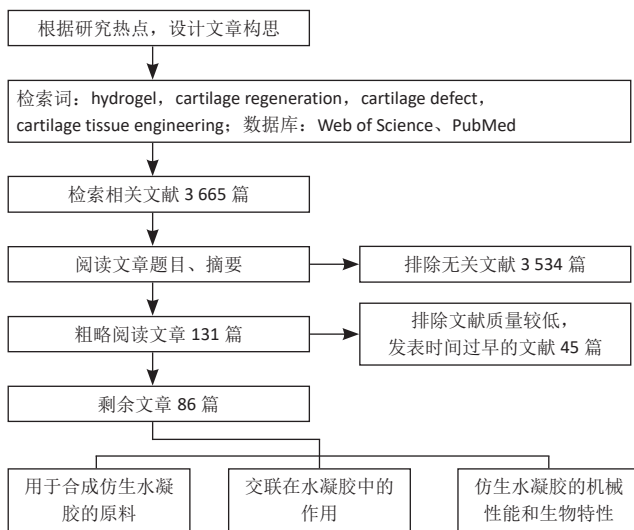 根据研究热点，设计文章构思
检索词：hydrogel，cartilage regeneration，cartilage defect，
cartilage tissue engineering；数据库：Web of Science、PubMed
检索相关文献 3 665 篇
阅读文章题目、摘要
排除无关文献 3 534 篇
粗略阅读文章 131 篇
排除文献质量较低，
发表时间过早的文献 45 篇
剩余文章 86 篇
用于合成仿生水凝
胶的原料
交联在水凝胶中的
作用
仿生水凝胶的机械
性能和生物特性